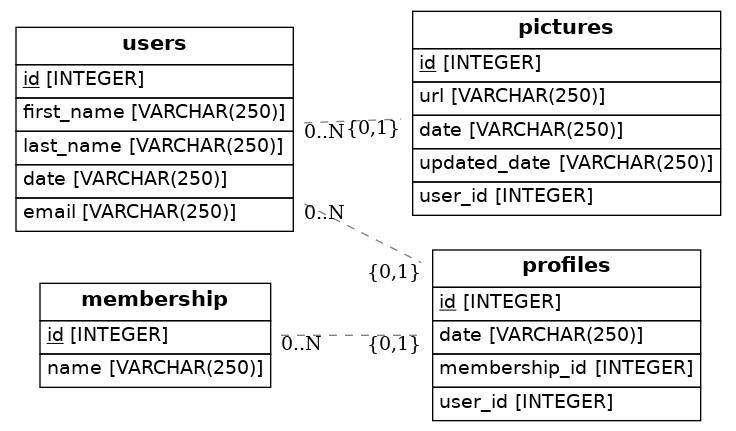 users
id [INTEGER]
first_name [VARCHAR(250)]
last_name [VARCHAR(250)]
date [VARCHAR(250)]
email [VARCHAR(250)]
pictures
id [INTEGER]
url [VARCHAR(250)]
date [VARCHAR(250)]
updated_date [VARCHAR(250)]
user_id [INTEGER]
0..N {0,1}
0..N
{0,1}
membership
id [INTEGER]
name [VARCHAR(250)]
0..N {0,1}
profiles
id [INTEGER]
date [VARCHAR(250)]
membership_id [INTEGER]
user_id [INTEGER]